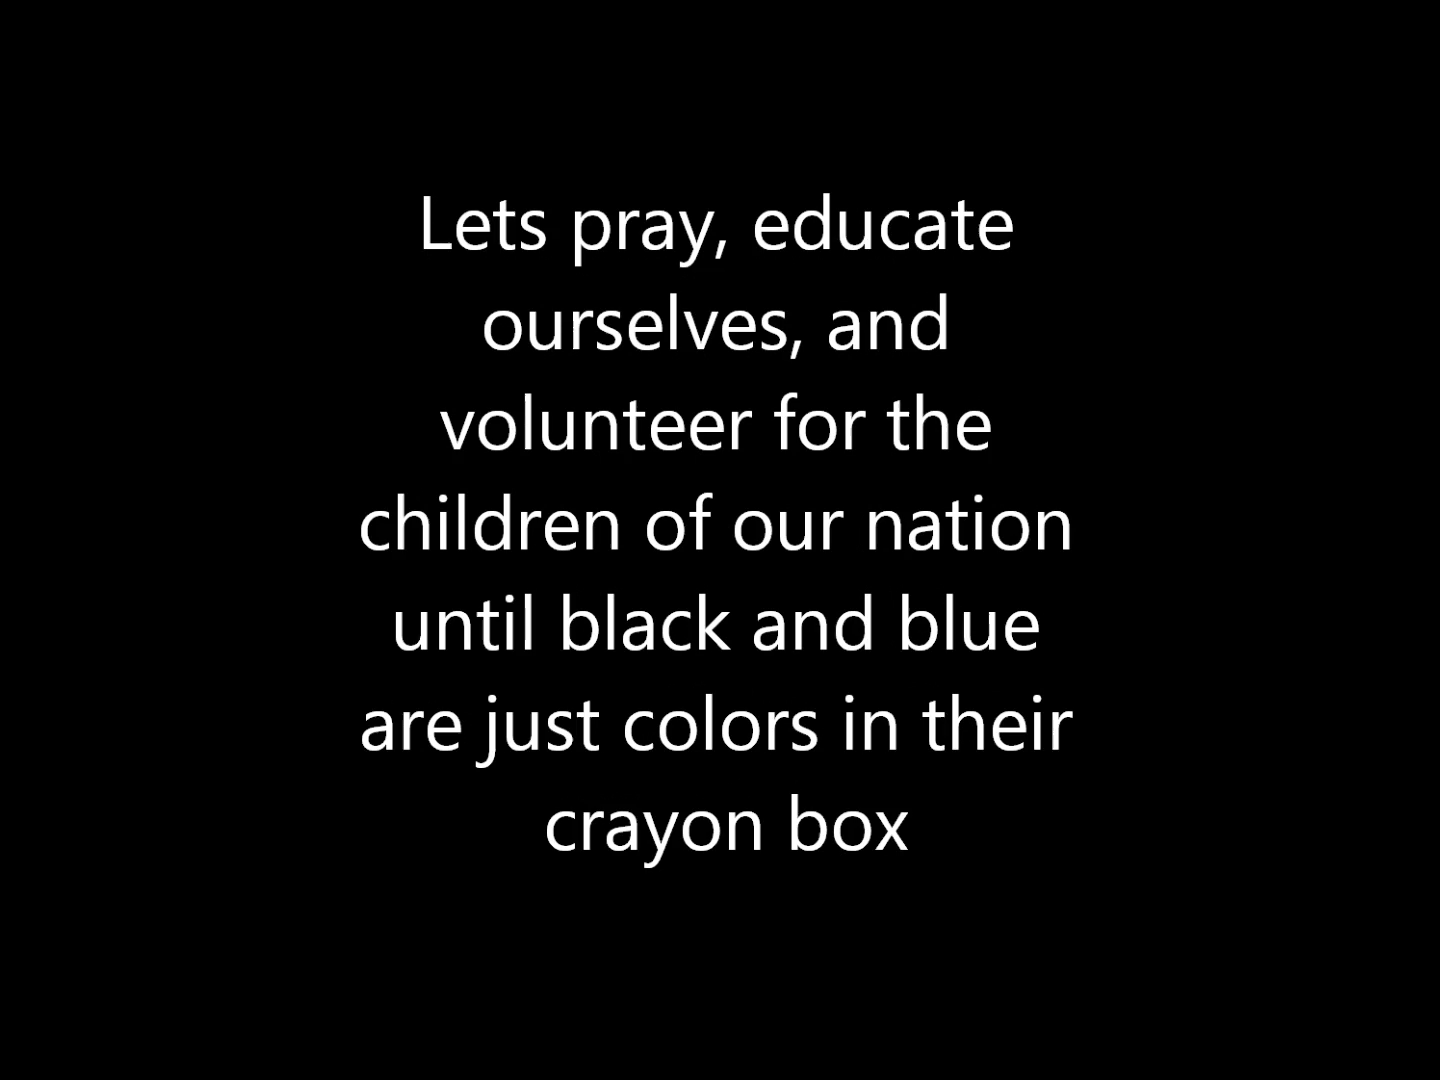 Lets pray, educate
ourselves, and
volunteer for the
children of our nation
until black and blue
are just colors in their
crayon box